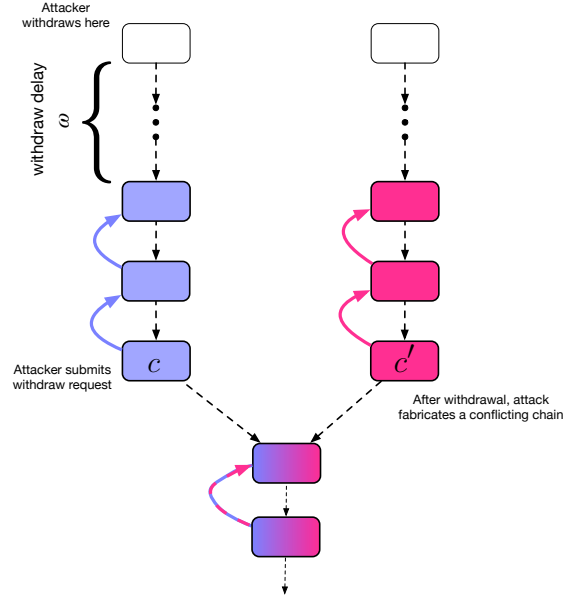 Attacker
withdraws here
withdraw delay
ω
c
c′
Attacker submits
withdraw request
After withdrawal, attack
fabricates a conflicting chain